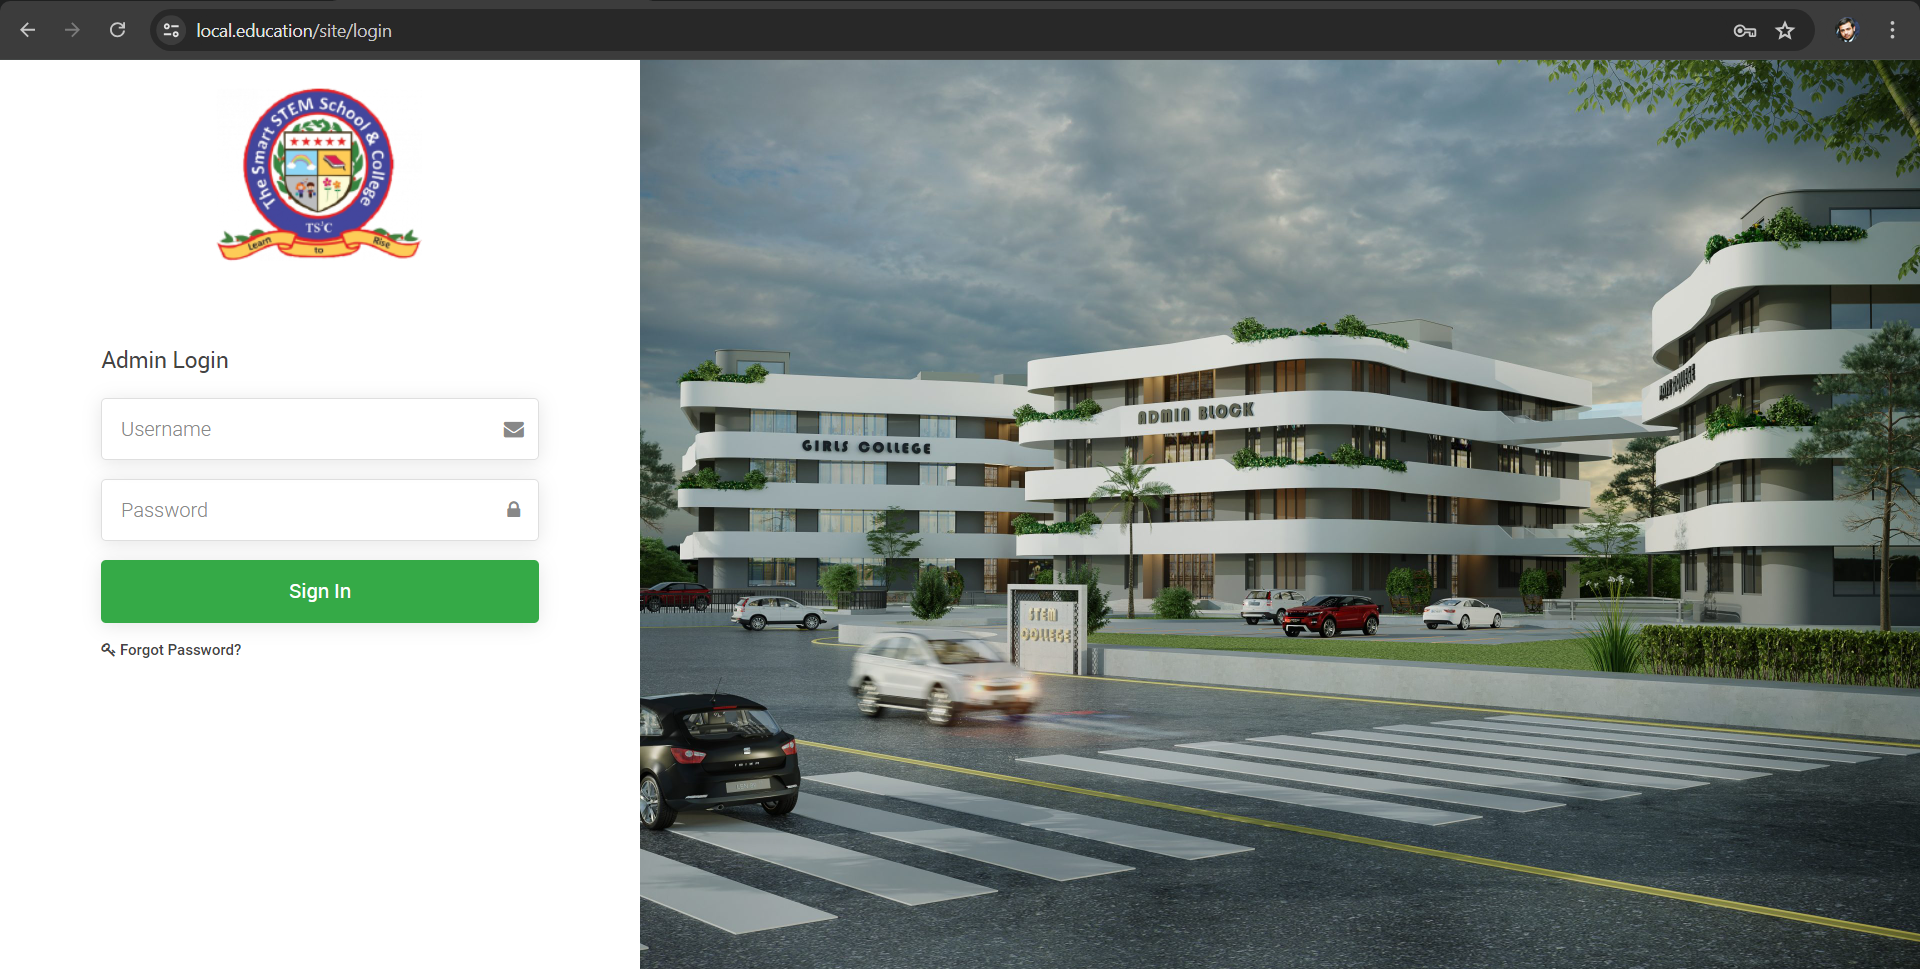 local.education/site/login
The Smart STEM School & College
TS'C
Learn to Rise
Admin Login
Username
Password
Sign In
Forgot Password?
GIRLS COLLEGE
ADMIN BLOCK
STEM
COLLEGE
IBIZA